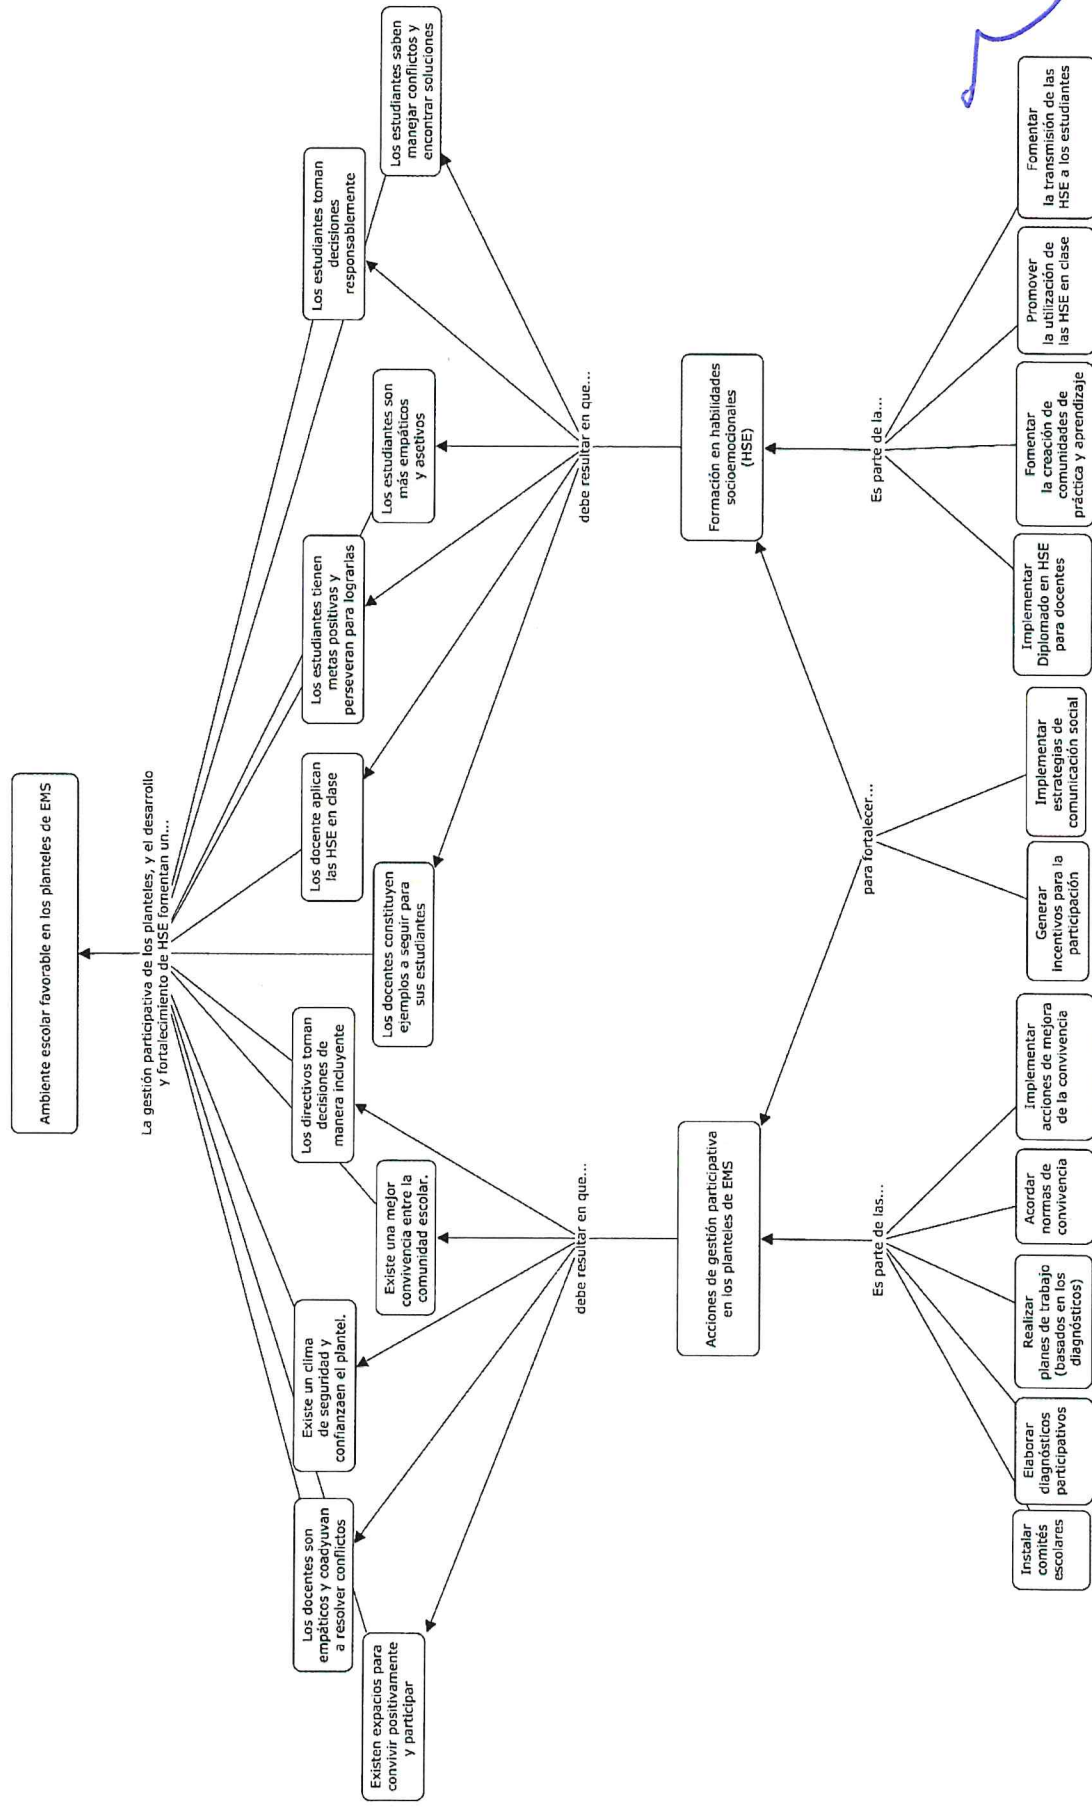 Ambiente escolar favorable en los planteles de EMS
La gestión participativa de los planteles, y el desarrollo
y fortalecimiento de HSE fomentan un...
Existen expacios para
convivir positivamente
y participar
Los docentes son
empáticos y coadyuvan
a resolver conflictos
Existe un clima
de seguridad y
confianzaen el plantel.
Existe una mejor
convivencia entre la
comunidad escolar.
Los directivos toman
decisiones de
manera incluyente
Los docentes constituyen
ejemplos a seguir para
sus estudiantes
Los docente aplican
las HSE en clase
Los estudiantes tienen
metas positivas y
perseveran para lograrlas
Los estudiantes son
más empáticos
y asetivos
Los estudiantes toman
decisiones
responsablemente
Los estudiantes saben
manejar conflictos y
encontrar soluciones
debe resultar en que...
debe resultar en que...
Acciones de gestión participativa
en los planteles de EMS
Formación en habilidades
socioemocionales
(HSE)
Es parte de las...
para fortalecer...
Es parte de la...
Instalar
comités
escolares
Elaborar
diagnósticos
participativos
Realizar
planes de trabajo
(basados en los
diagnósticos)
Acordar
normas de
convivencia
Implementar
acciones de mejora
de la convivencia
Generar
Incentivos para la
participación
Implementar
estrategias de
comunicación social
Implementar
Diplomado en HSE
para docentes
Fomentar
la creación de
comunidades de
práctica y aprendizaje
Promover
la utilización de
las HSE en clase
Fomentar
la transmisión de las
HSE a los estudiantes